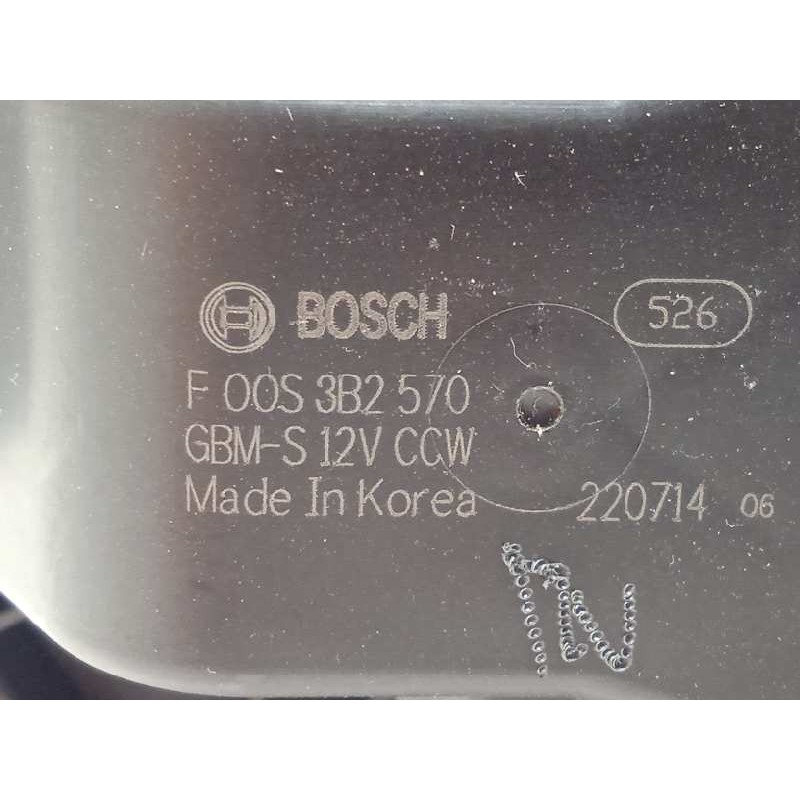 BOSCH 526
F 00S 3B2 570
GBM-S 12V CCW
Made In Korea 220714 06